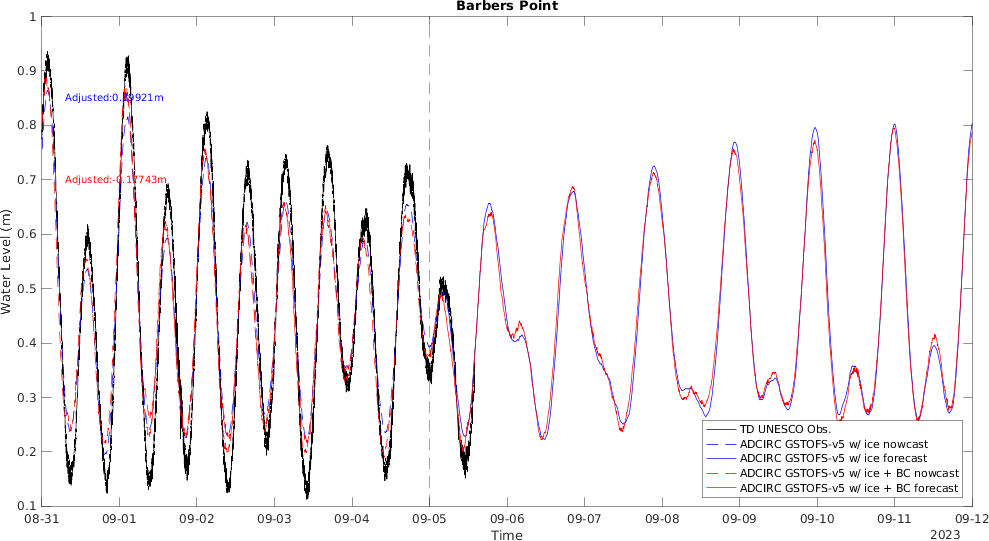 Barbers Point
1
0.9
0.8
0.7
0.6
0.5
0.4
0.3
0.2
0.1
Water Level (m)
Adjusted:0.19921m
Adjusted:-0.17743m
TD UNESCO Obs.
ADCIRC GSTOFS-v5 w/ ice nowcast
ADCIRC GSTOFS-v5 w/ ice forecast
ADCIRC GSTOFS-v5 w/ ice + BC nowcast
ADCIRC GSTOFS-v5 w/ ice + BC forecast
08-31 09-01 09-02 09-03 09-04 09-05 09-06 09-07 09-08 09-09 09-10 09-11 09-12
Time
2023